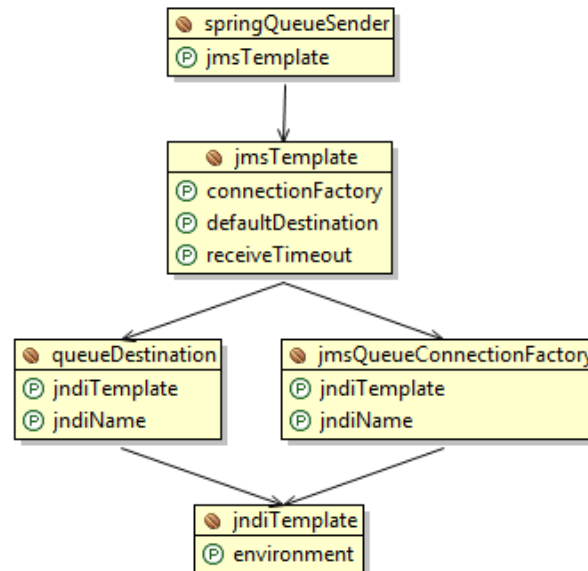 springQueueSender
P jmsTemplate
jmsTemplate
P connectionFactory
P defaultDestination
P receiveTimeout
queueDestination
P jndiTemplate
P jndiName
jmsQueueConnectionFactory
P jndiTemplate
P jndiName
jndiTemplate
P environment